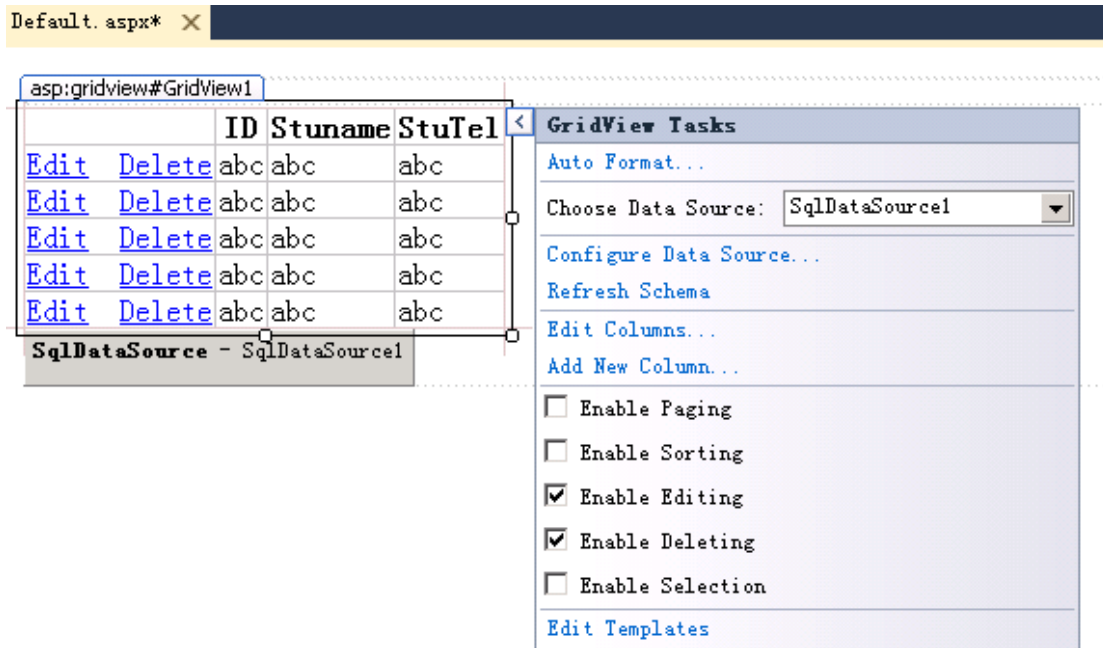 Default.aspx*
asp:gridview#GridView1
ID Stuname StuTel
Edit Delete abc abc abc
Edit Delete abc abc abc
Edit Delete abc abc abc
Edit Delete abc abc abc
Edit Delete abc abc abc
SqlDataSource - SqlDataSource1
GridView Tasks
Auto Format...
Choose Data Source: SqlDataSource1
Configure Data Source...
Refresh Schema
Edit Columns...
Add New Column...
Enable Paging
Enable Sorting
Enable Editing
Enable Deleting
Enable Selection
Edit Templates